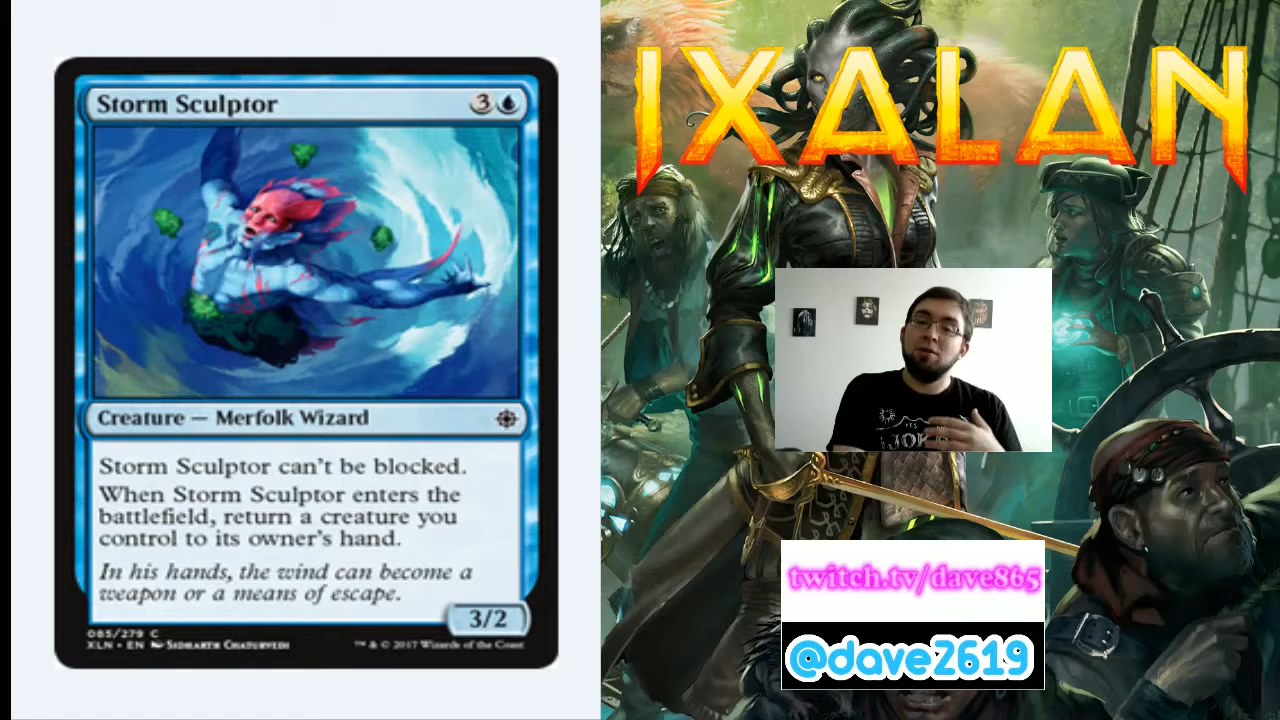 Storm Sculptor 3
Creature — Merfolk Wizard
Storm Sculptor can't be blocked.
When Storm Sculptor enters the
battlefield, return a creature you
control to its owner's hand.
In his hands, the wind can become a
weapon or a means of escape.
3/2
085/279 C
XLN • EN Sidharth Chaturvedi
™ & © 2017 Wizards of the Coast
IXALAN
twitch.tv/dave865
@dave2619